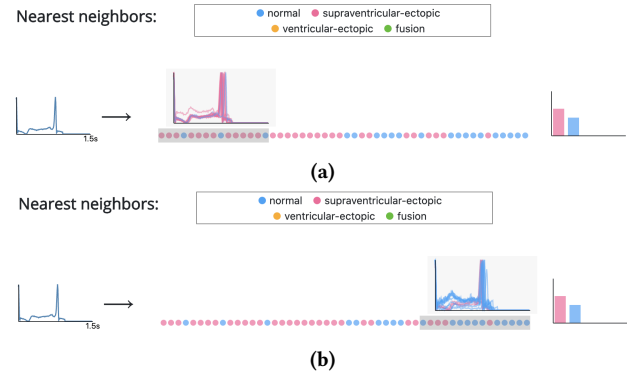 Nearest neighbors:
normal supraventricular-ectopic
ventricular-ectopic fusion
1.5s
(a)
Nearest neighbors:
normal supraventricular-ectopic
ventricular-ectopic fusion
1.5s
(b)